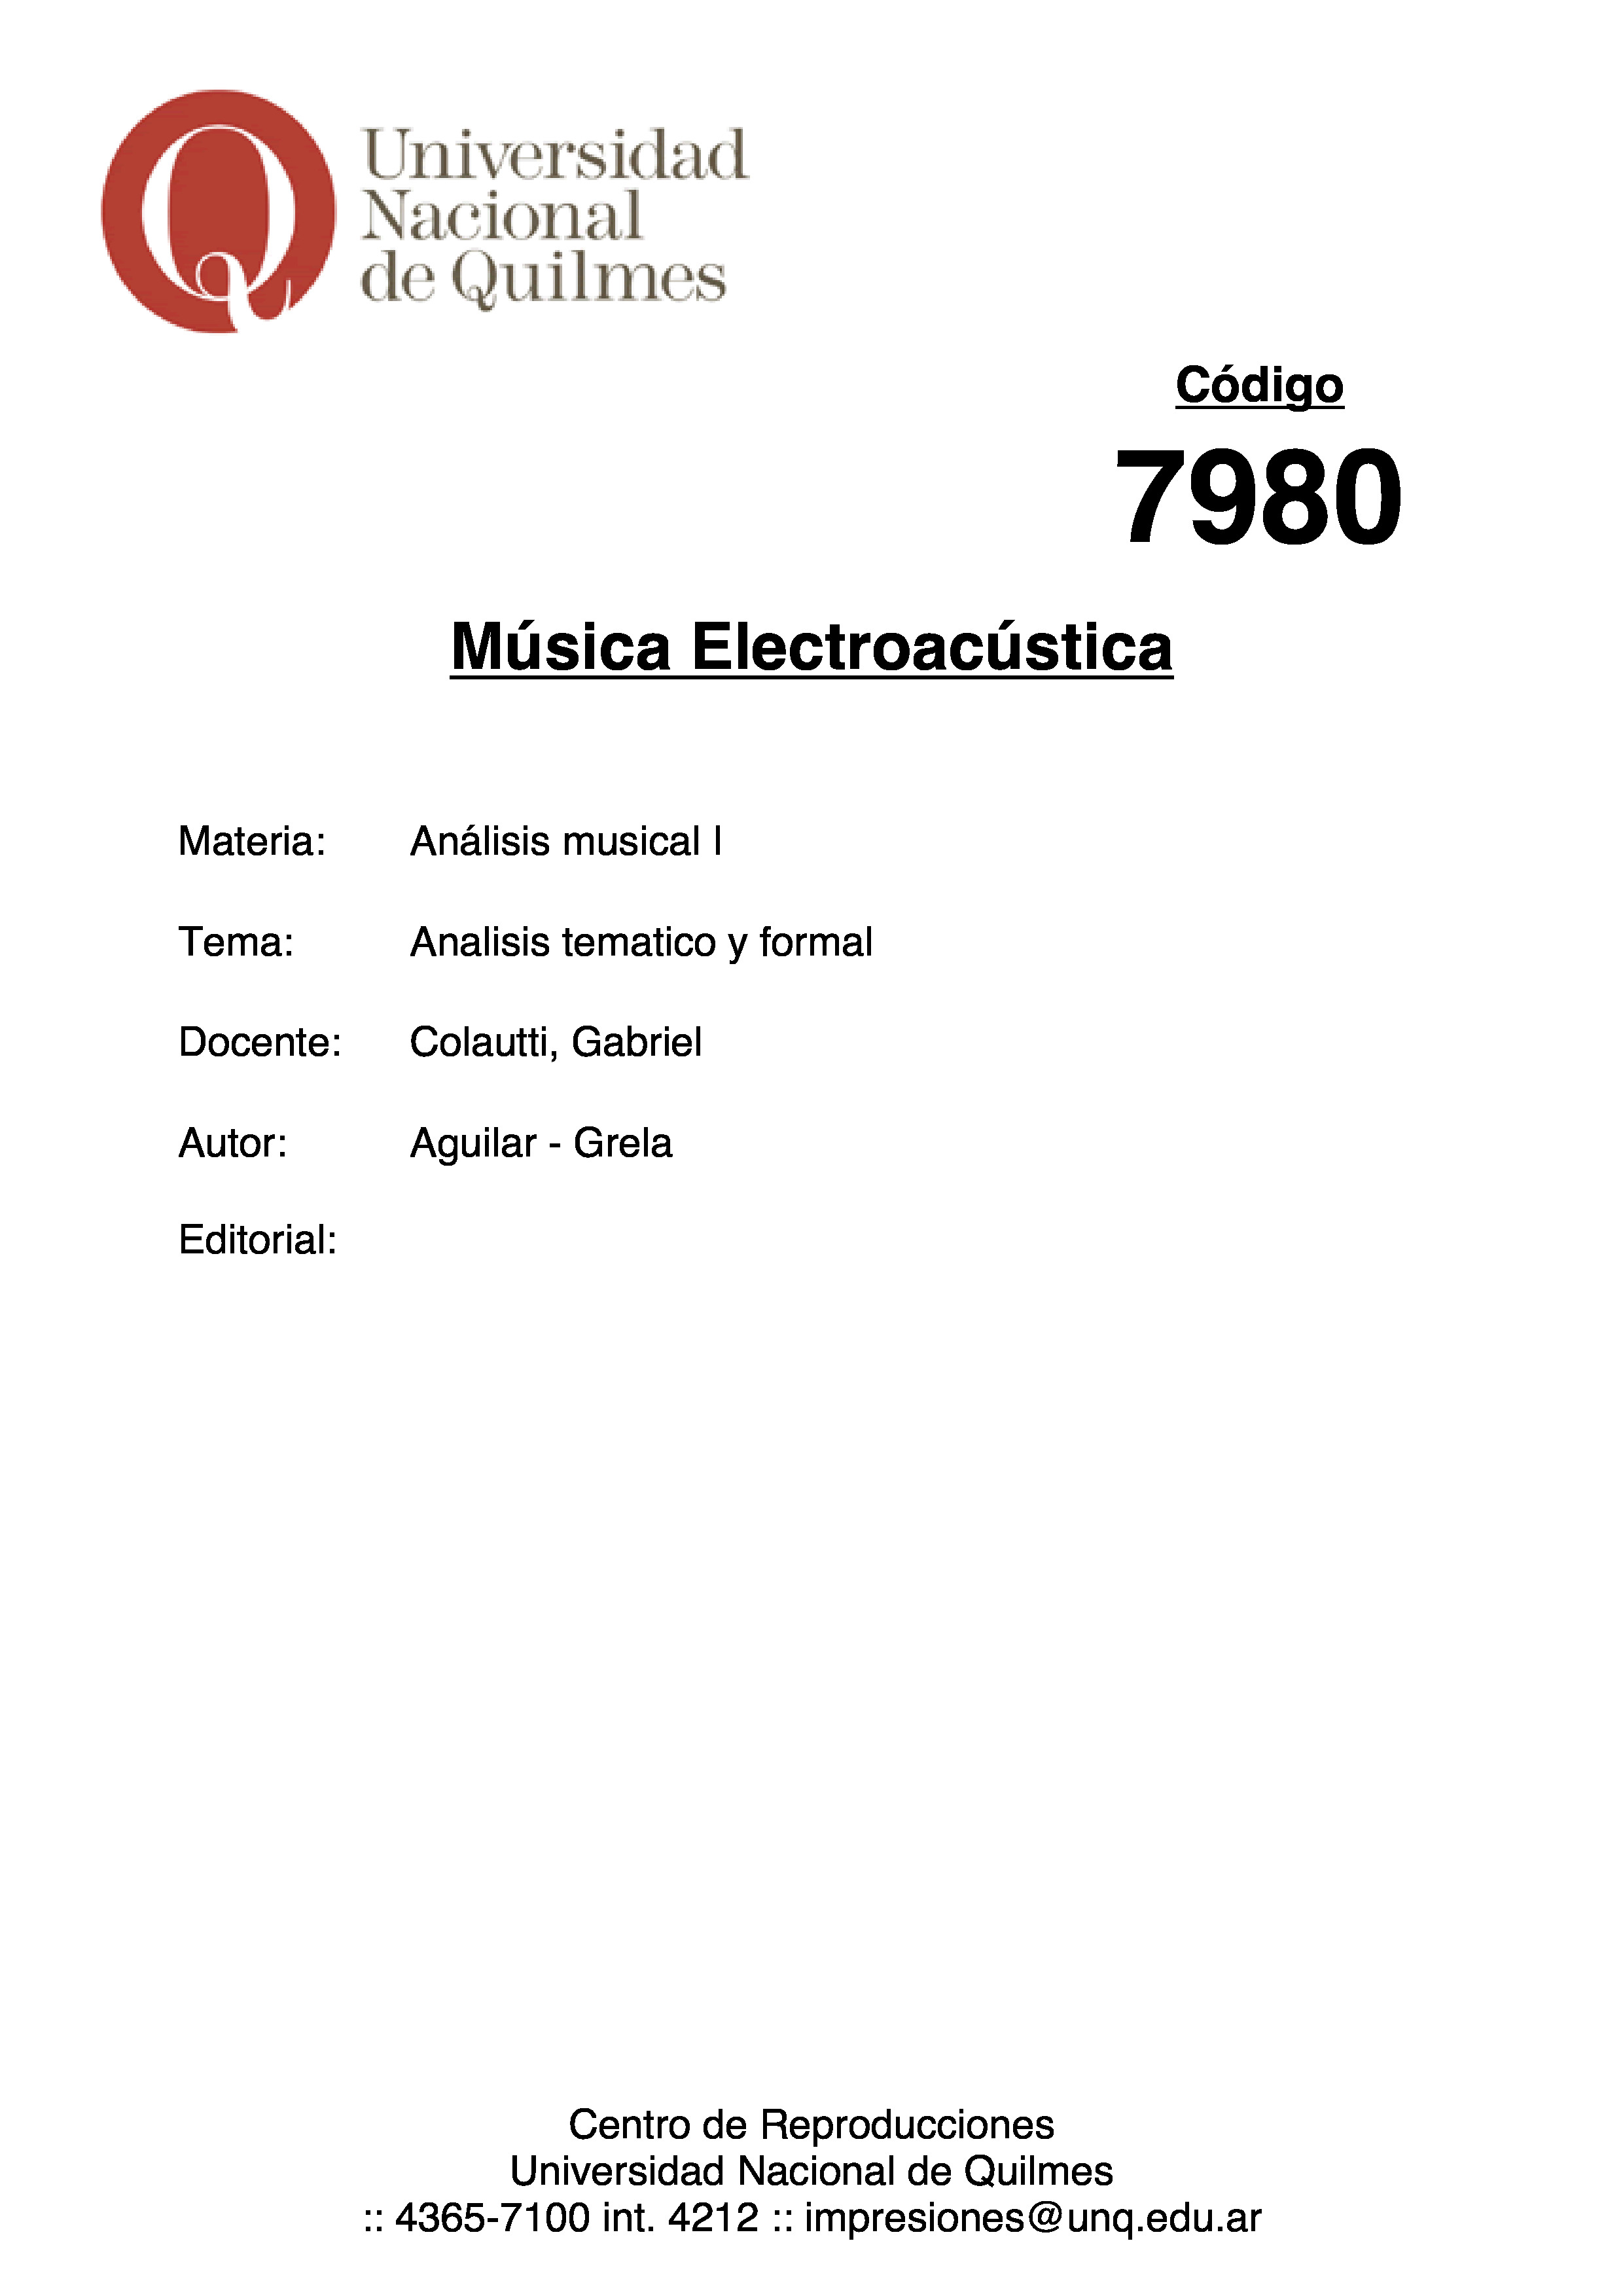 Universidad
Nacional
de Quilmes
Código
7980
Música Electroacústica
Materia: Análisis musical I
Tema: Analisis tematico y formal
Docente: Colautti, Gabriel
Autor: Aguilar - Grela
Editorial:
Centro de Reproducciones
Universidad Nacional de Quilmes
:: 4365-7100 int. 4212 :: impresiones@unq.edu.ar